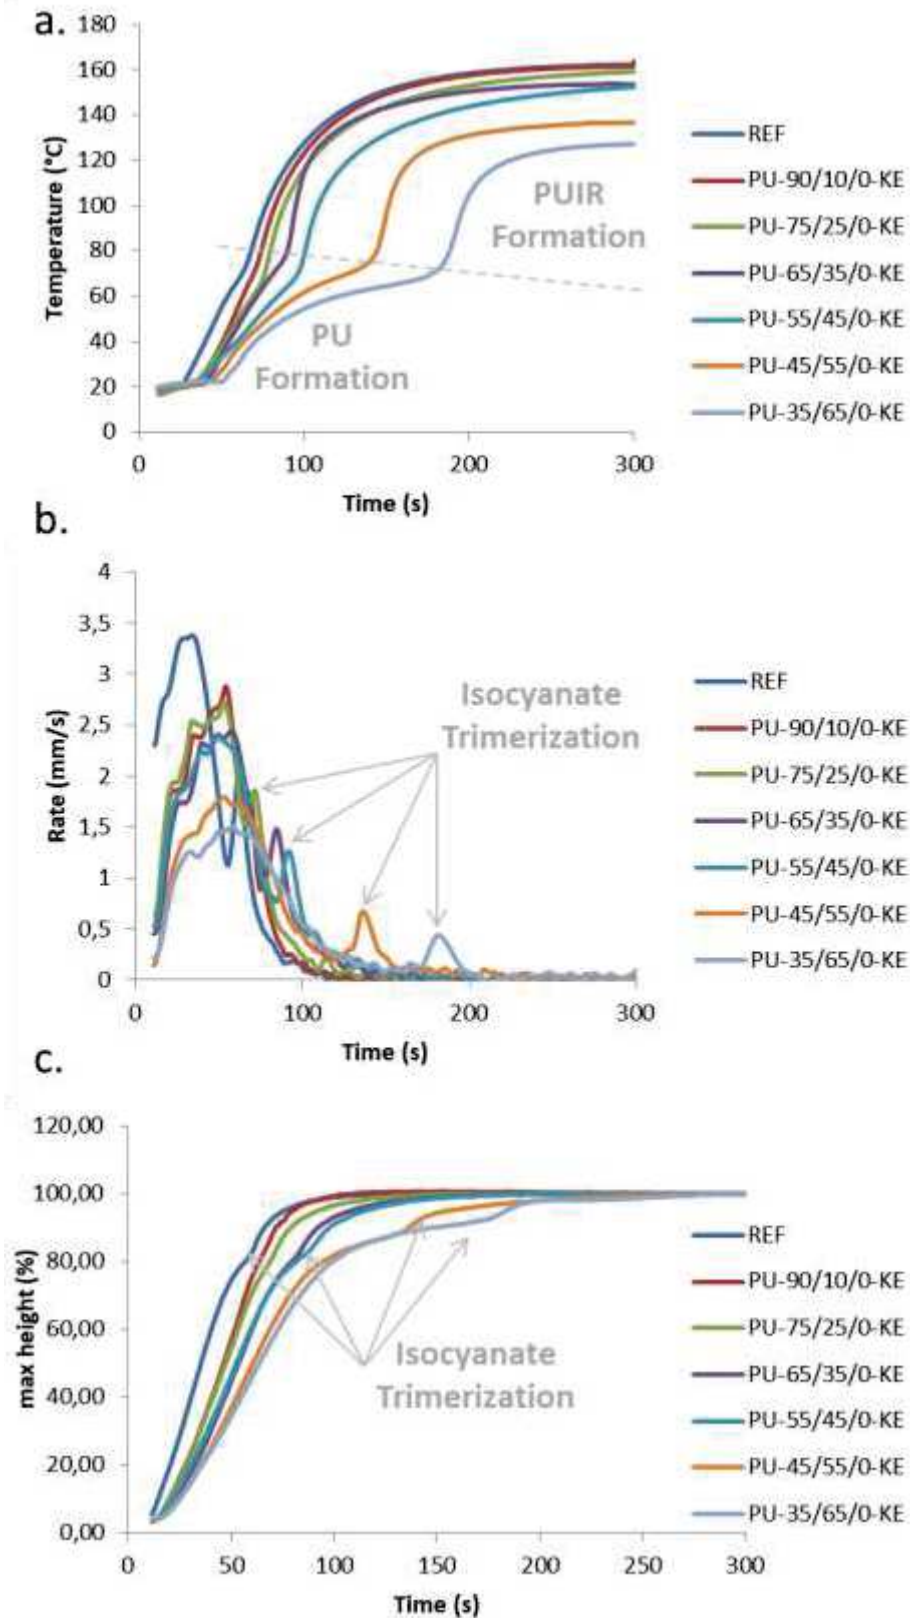 a.
180
160
140
120
100
80
60
40
20
0
Temperature (°C)
PUIR
Formation
PU
Formation
0 100 200 300
Time (s)
REF
PU-90/10/0-KE
PU-75/25/0-KE
PU-65/35/0-KE
PU-55/45/0-KE
PU-45/55/0-KE
PU-35/65/0-KE
b.
4
3,5
3
2,5
2
1,5
1
0,5
0
Rate (mm/s)
Isocyanate
Trimerization
0 100 200 300
Time (s)
REF
PU-90/10/0-KE
PU-75/25/0-KE
PU-65/35/0-KE
PU-55/45/0-KE
PU-45/55/0-KE
PU-35/65/0-KE
c.
120,00
100,00
80,00
60,00
40,00
20,00
0,00
max height (%)
Isocyanate
Trimerization
0 50 100 150 200 250 300
Time (s)
REF
PU-90/10/0-KE
PU-75/25/0-KE
PU-65/35/0-KE
PU-55/45/0-KE
PU-45/55/0-KE
PU-35/65/0-KE